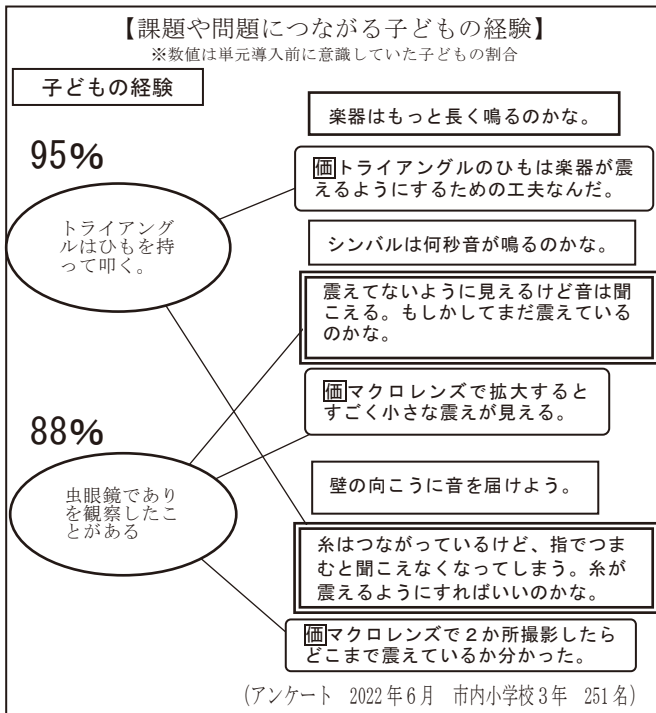 【課題や問題につながる子どもの経験】
※数値は単元導入前に意識していた子どもの割合
子どもの経験
楽器はもっと長く鳴るのかな。
95%
価トライアングルのひもは楽器が震
えるようにするための工夫なんだ。
トライアング
ルはひもを持
って叩く。
シンバルは何秒音が鳴るのかな。
震えてないように見えるけど音は聞
こえる。もしかしてまだ震えている
のかな。
価マクロレンズで拡大すると
すごく小さな震えが見える。
88%
虫眼鏡であり
を観察したこ
とがある
壁の向こうに音を届けよう。
糸はつながっているけど、指でつま
むと聞こえなくなってしまう。糸が
震えるようにすればいいのかな。
価マクロレンズで2か所撮影したら
どこまで震えているか分かった。
(アンケート 2022年6月 市内小学校3年 251名)